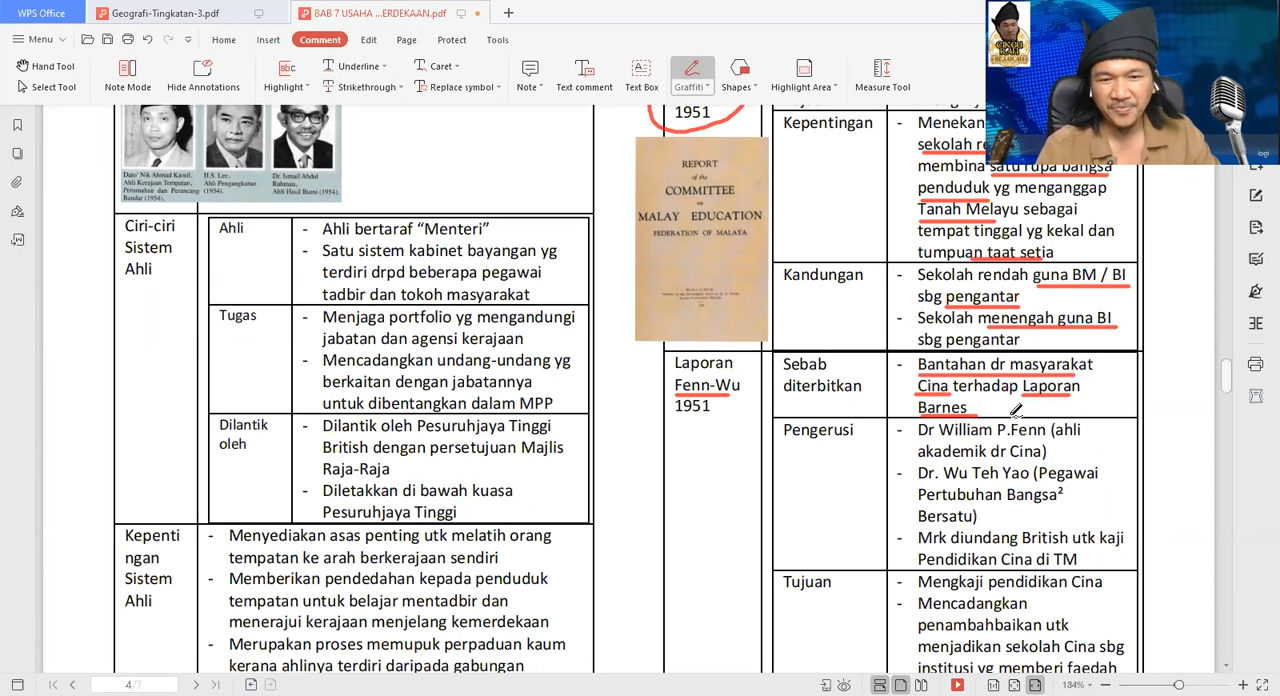 WPS Office
Geografi-Tingkatan-3.pdf
BAB 7 USAHA ...ERDEKAAN.pdf
Menu
Home
Insert
Comment
Edit
Page
Protect
Tools
Hand Tool
Select Tool
Note Mode
Hide Annotations
Highlight
Underline
Strikethrough
Caret
Replace symbol
Note
Text comment
Text Box
Graffiti
Shapes
Highlight Area
Measure Tool
Dato' Nik Ahmad Kamil,
Ahli Kerajaan Tempatan,
Perumahan dan Perancang
Bandar (1954).
H.S. Lee,
Ahli Pengangkutan
(1954).
Dr. Ismail Abdul
Rahman,
Ahli Hasil Bumi (1954).
Ciri-ciri
Sistem
Ahli
Ahli
- Ahli bertaraf “Menteri”
- Satu sistem kabinet bayangan yg
terdiri drpd beberapa pegawai
tadbir dan tokoh masyarakat
Tugas
- Menjaga portfolio yg mengandungi
jabatan dan agensi kerajaan
- Mencadangkan undang-undang yg
berkaitan dengan jabatannya
untuk dibentangkan dalam MPP
Dilantik
oleh
- Dilantik oleh Pesuruhjaya Tinggi
British dengan persetujuan Majlis
Raja-Raja
- Diletakkan di bawah kuasa
Pesuruhjaya Tinggi
Kepenti
ngan
Sistem
Ahli
- Menyediakan asas penting utk melatih orang
tempatan ke arah berkerajaan sendiri
- Memberikan pendedahan kepada penduduk
tempatan untuk belajar mentadbir dan
menerajui kerajaan menjelang kemerdekaan
- Merupakan proses memupuk perpaduan kaum
kerana ahlinya terdiri daripada gabungan
1951
REPORT
of the
COMMITTEE
on
MALAY EDUCATION
FEDERATION OF MALAYA
Kepentingan
- Menekan
sekolah
membina satu rupa bangsa
penduduk yg menganggap
Tanah Melayu sebagai
tempat tinggal yg kekal dan
tumpuan taat setia
Kandungan
- Sekolah rendah guna BM / BI
sbg pengantar
- Sekolah menengah guna BI
sbg pengantar
Laporan
Fenn-Wu
1951
Sebab
diterbitkan
- Bantahan dr masyarakat
Cina terhadap Laporan
Barnes
Pengerusi
- Dr William P.Fenn (ahli
akademik dr Cina)
- Dr. Wu Teh Yao (Pegawai
Pertubuhan Bangsa²
Bersatu)
- Mrk diundang British utk kaji
Pendidikan Cina di TM
Tujuan
- Mengkaji pendidikan Cina
- Mencadangkan
penambahbaikan utk
menjadikan sekolah Cina sbg
institusi yg memberi faedah
4/7
184%